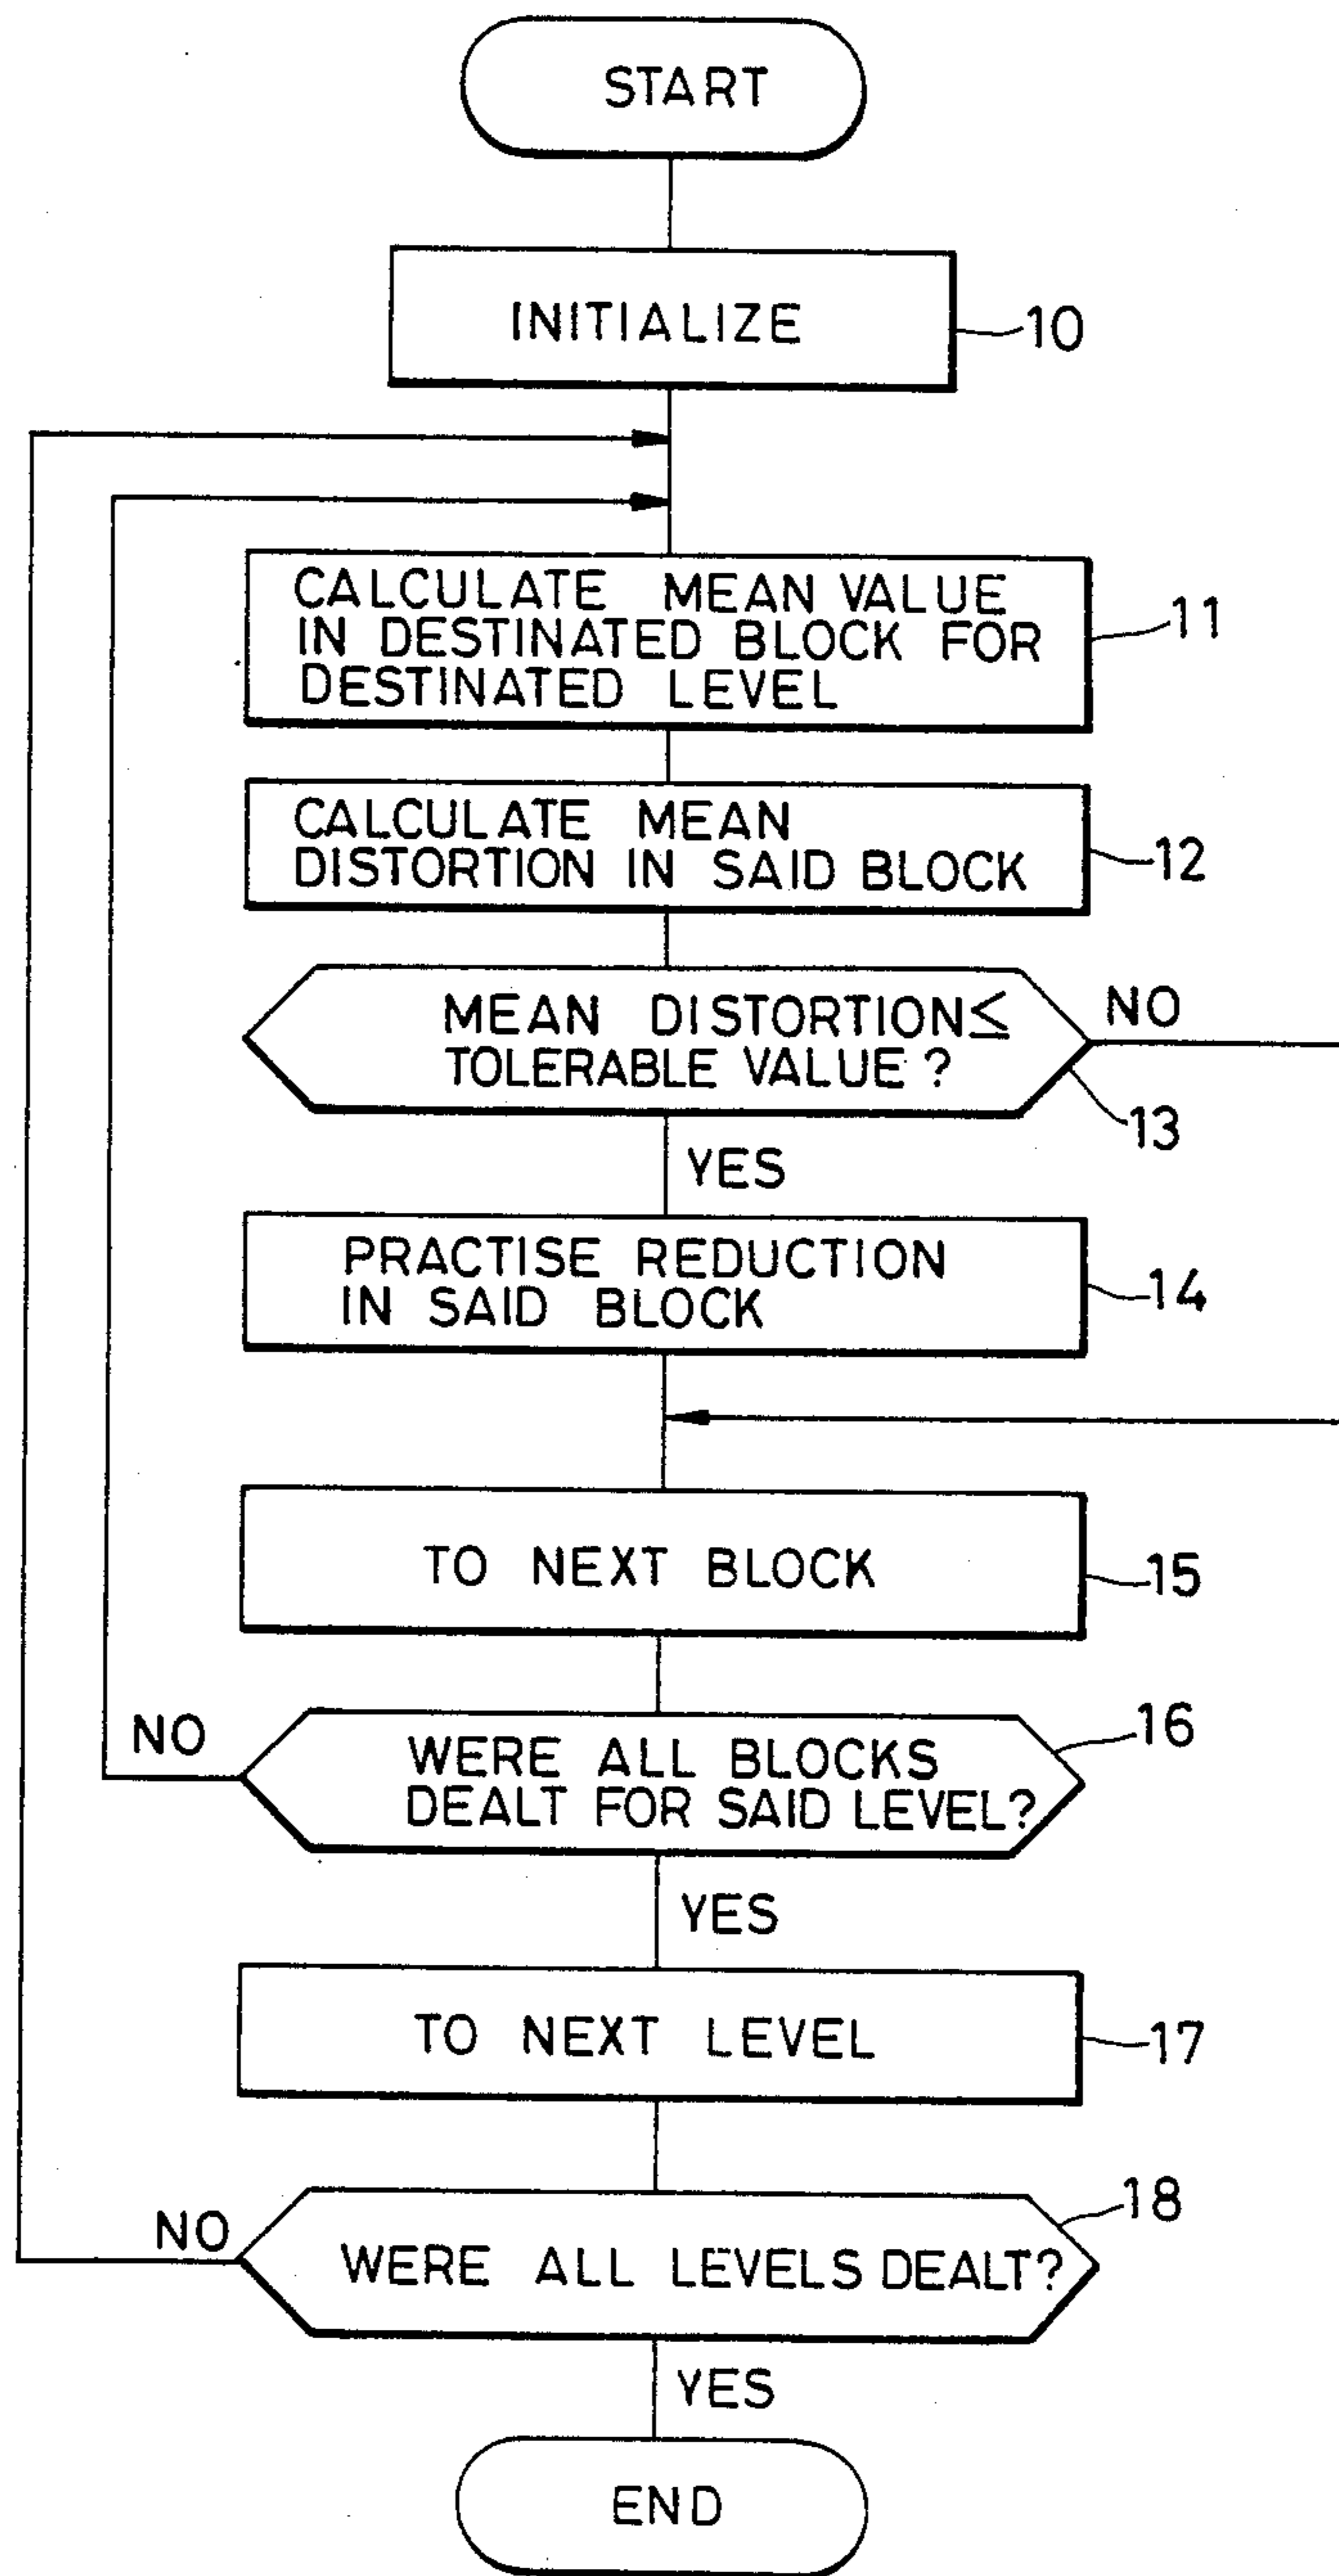 START
INITIALIZE
10
CALCULATE MEAN VALUE
IN DESTINATED BLOCK FOR
DESTINATED LEVEL
11
CALCULATE MEAN
DISTORTION IN SAID BLOCK
12
MEAN DISTORTION≤
TOLERABLE VALUE?
NO
13
YES
PRACTISE REDUCTION
IN SAID BLOCK
14
TO NEXT BLOCK
15
NO
WERE ALL BLOCKS
DEALT FOR SAID LEVEL?
16
YES
TO NEXT LEVEL
17
NO
WERE ALL LEVELS DEALT?
18
YES
END